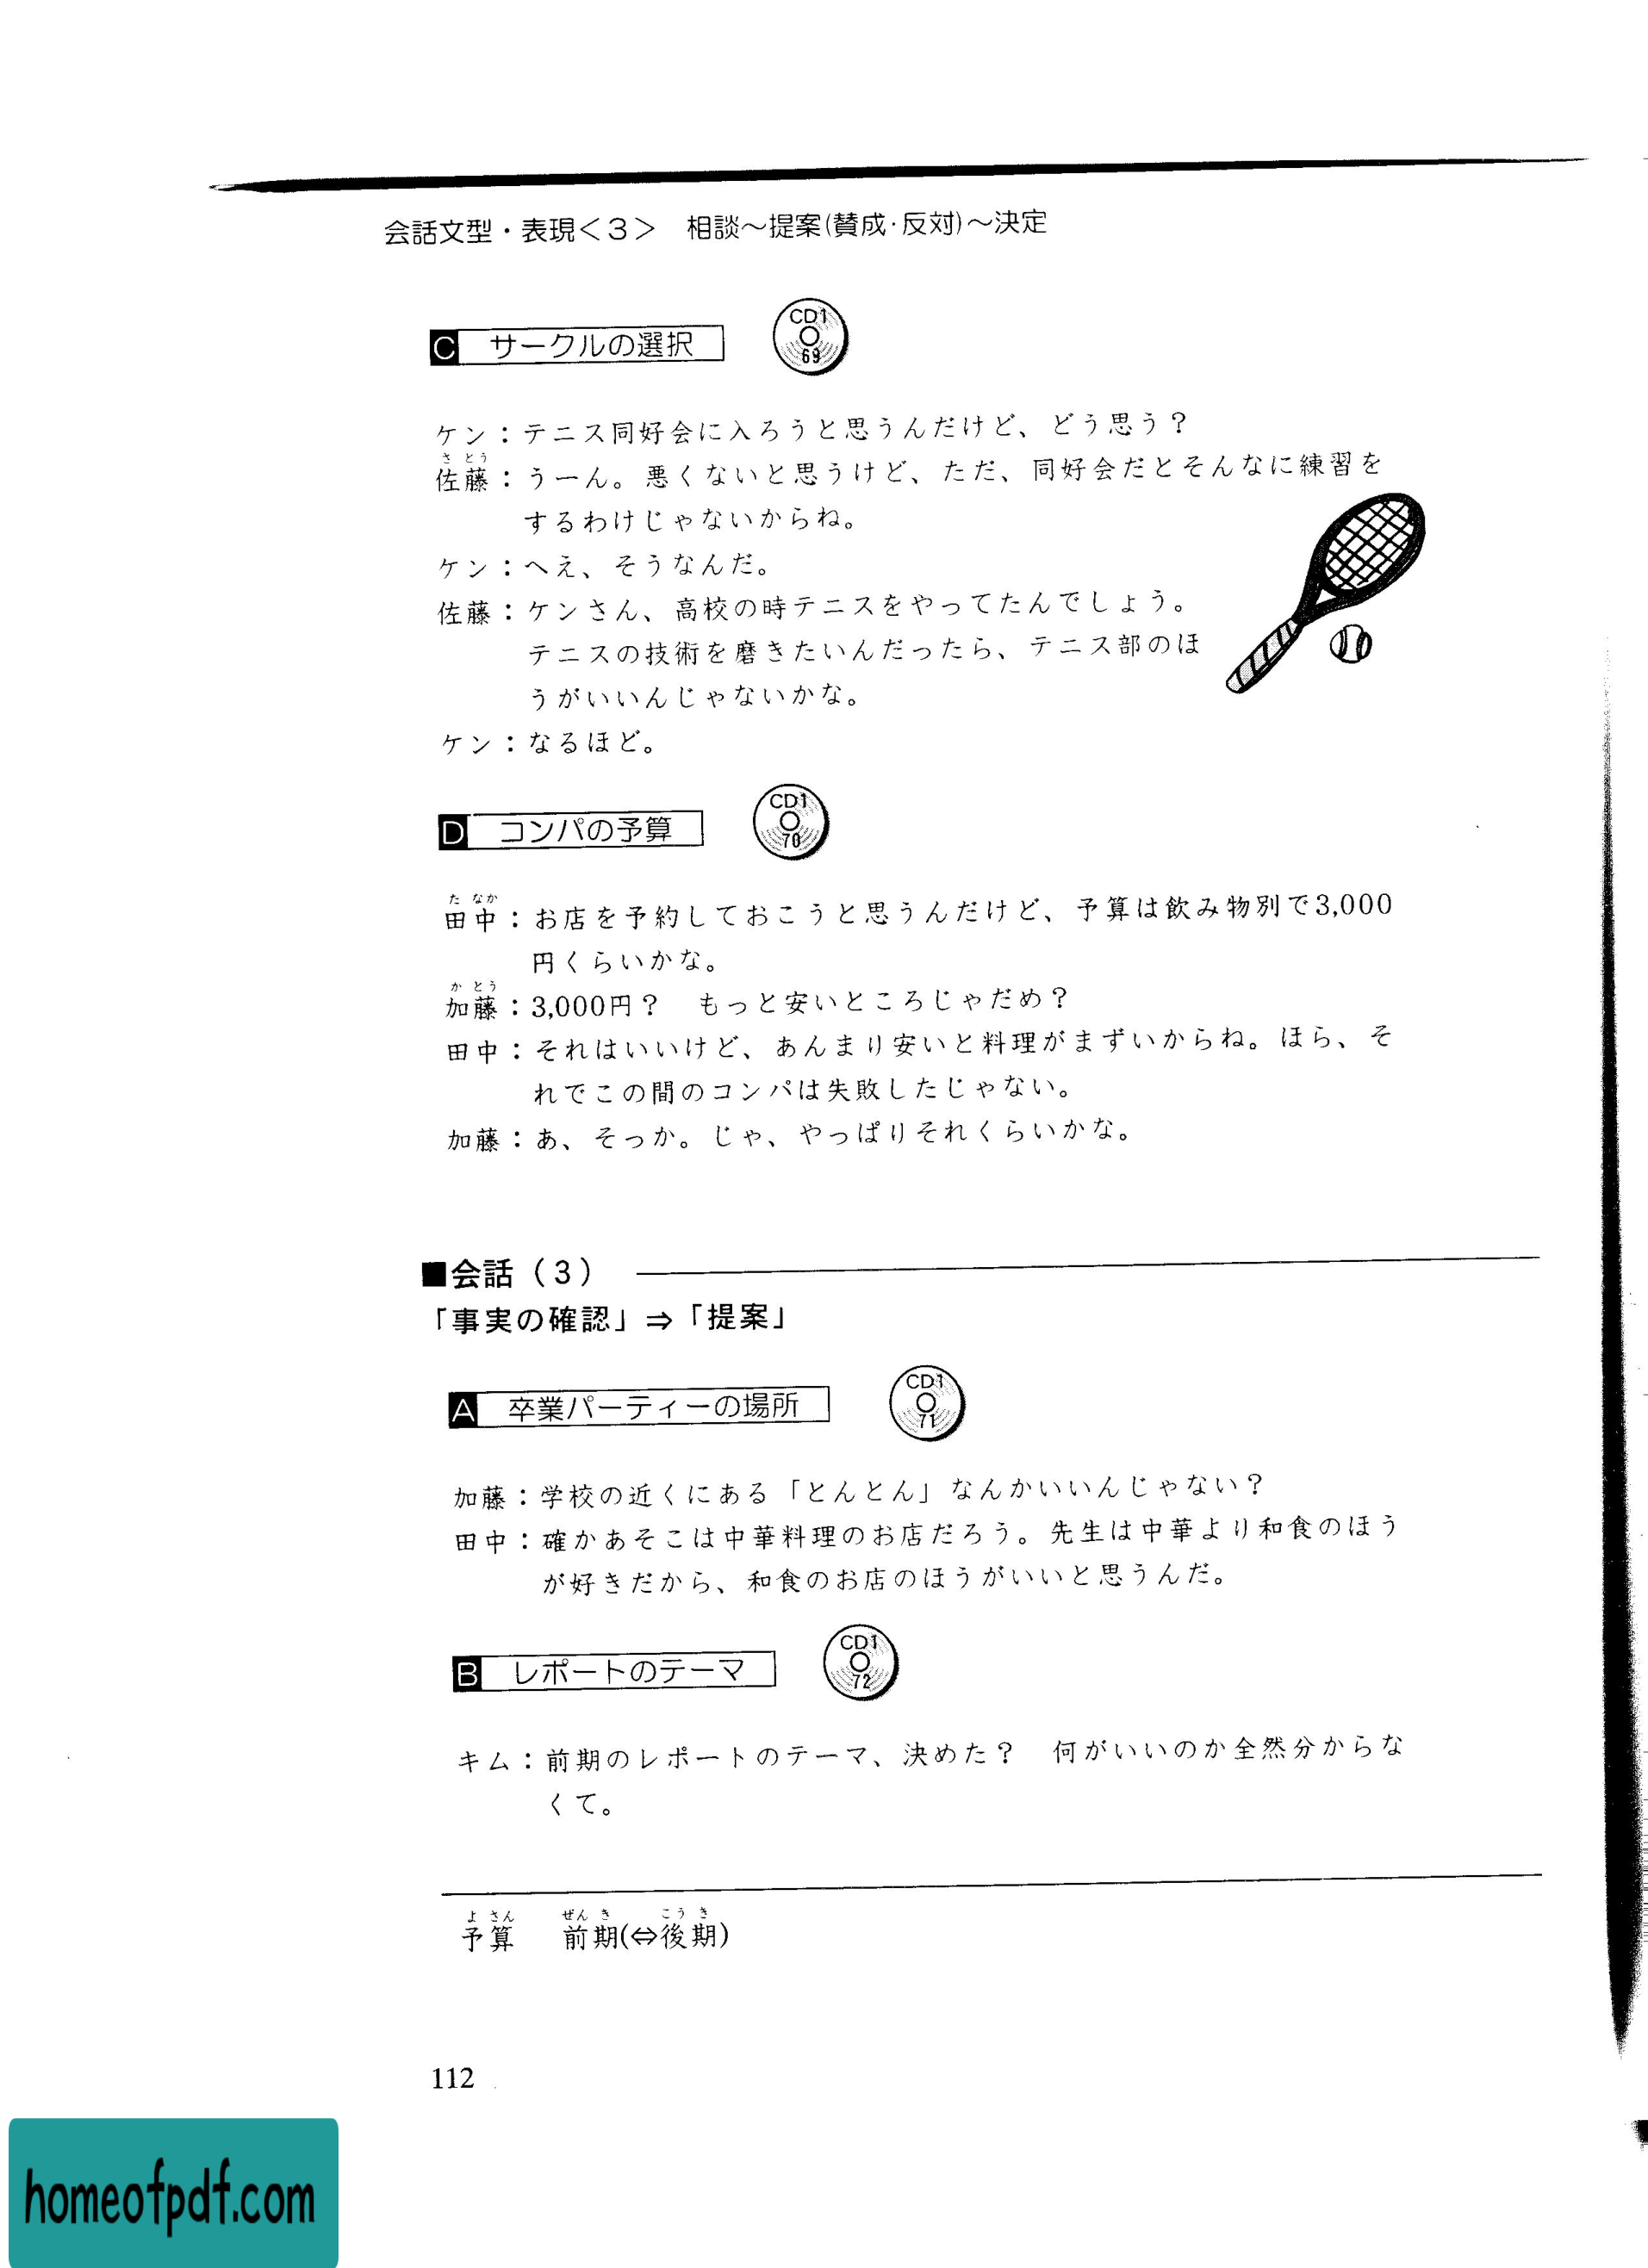 会話文型・表現＜３＞　相談～提案(賛成・反対)～決定
C　サークルの選択
CD1
69
ケン：テニス同好会に入ろうと思うんだけど、どう思う？
さとう
佐藤：うーん。悪くないと思うけど、ただ、同好会だとそんなに練習を
するわけじゃないからね。
ケン：へえ、そうなんだ。
佐藤：ケンさん、高校の時テニスをやってたんでしょう。
テニスの技術を磨きたいんだったら、テニス部のほ
うがいいんじゃないかな。
ケン：なるほど。
D　コンパの予算
CD1
70
た なか
田中：お店を予約しておこうと思うんだけど、予算は飲み物別で3,000
円くらいかな。
か とう
加藤：3,000円？　もっと安いところじゃだめ？
田中：それはいいけど、あんまり安いと料理がまずいからね。ほら、そ
れでこの間のコンパは失敗したじゃない。
加藤：あ、そっか。じゃ、やっぱりそれくらいかな。
■会話（３）
「事実の確認」⇒「提案」
A　卒業パーティーの場所
CD1
71
加藤：学校の近くにある「とんとん」なんかいいんじゃない？
田中：確かあそこは中華料理のお店だろう。先生は中華より和食のほう
が好きだから、和食のお店のほうがいいと思うんだ。
B　レポートのテーマ
CD1
72
キム：前期のレポートのテーマ、決めた？　何がいいのか全然分からな
くて。
よ さん　ぜん き　こう き
予算　前期(⇔後期)
112
homeofpdf.com